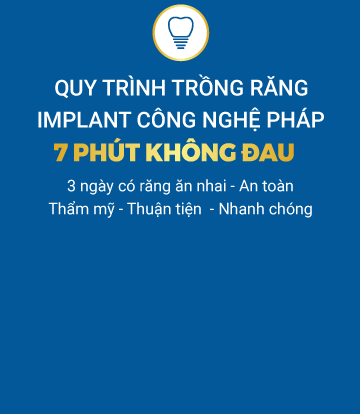 QUY TRÌNH TRỒNG RĂNG
IMPLANT CÔNG NGHỆ PHÁP
7 PHÚT KHÔNG ĐAU
3 ngày có răng ăn nhai - An toàn
Thẩm mỹ - Thuận tiện - Nhanh chóng